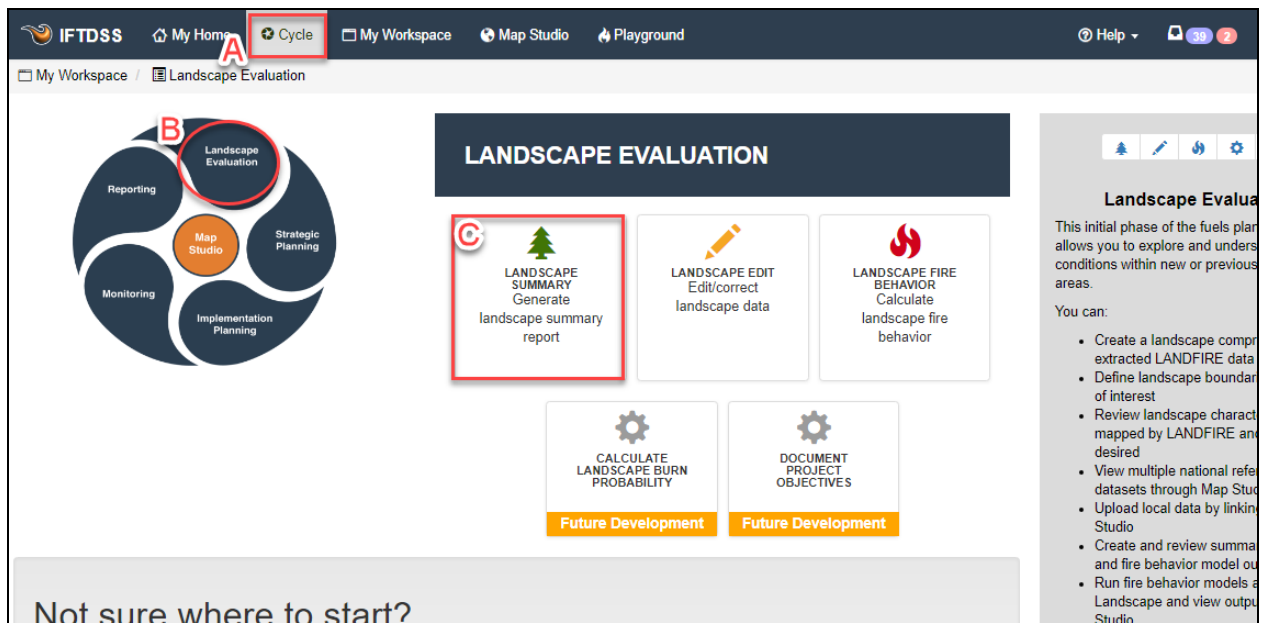 IFTDSS My Home Cycle My Workspace Map Studio Playground Help 39 2
A
My Workspace / Landscape Evaluation
B
Landscape
Evaluation
Reporting
Map
Studio
Strategic
Planning
Monitoring
Implementation
Planning
LANDSCAPE EVALUATION
C
LANDSCAPE
SUMMARY
Generate
landscape summary
report
LANDSCAPE EDIT
Edit/correct
landscape data
LANDSCAPE FIRE
BEHAVIOR
Calculate
landscape fire
behavior
CALCULATE
LANDSCAPE BURN
PROBABILITY
Future Development
DOCUMENT
PROJECT
OBJECTIVES
Future Development
Not sure where to start?
Landscape Evalua
This initial phase of the fuels plan
allows you to explore and unders
conditions within new or previous
areas.
You can:
• Create a landscape compr
extracted LANDFIRE data
• Define landscape boundar
of interest
• Review landscape charact
mapped by LANDFIRE and
desired
• View multiple national refe
datasets through Map Stud
• Upload local data by linking
Studio
• Create and review summa
and fire behavior model ou
• Run fire behavior models a
Landscape and view outpu
Studio